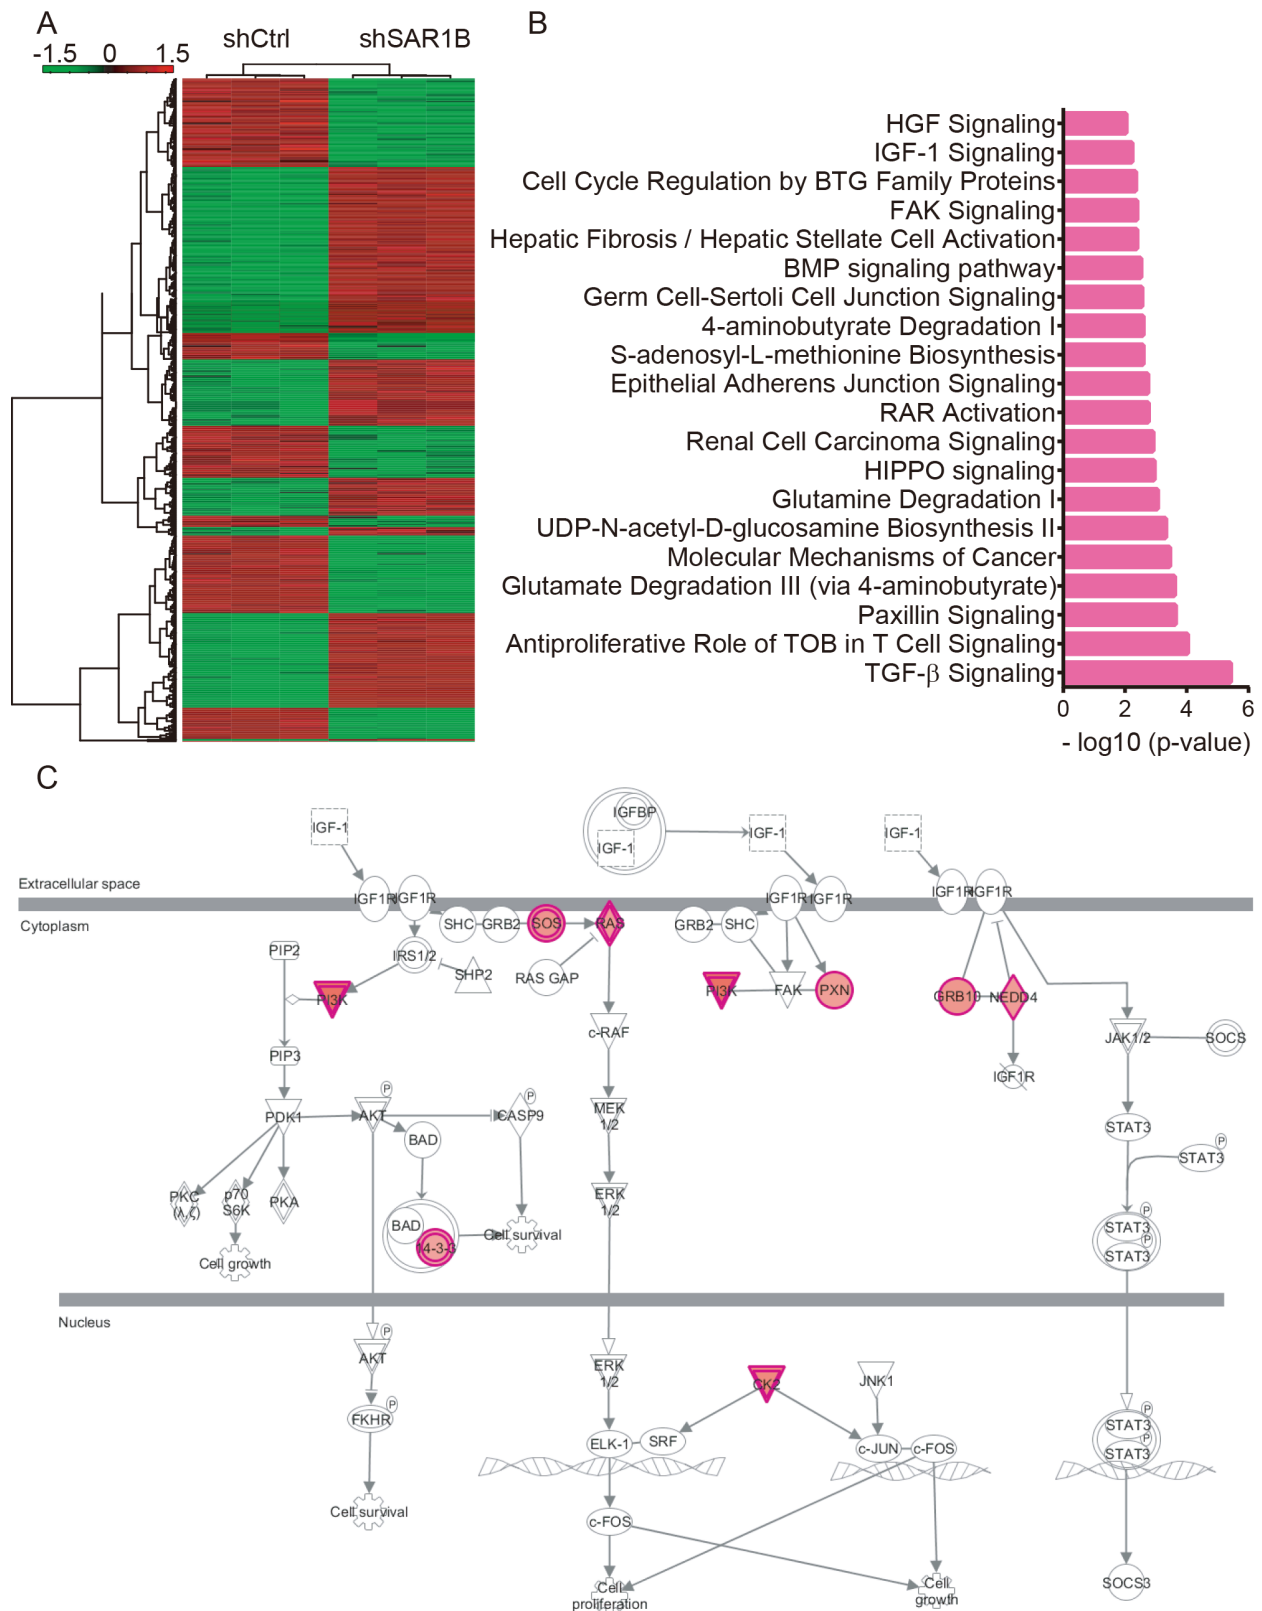 A
shCtrl
shSAR1B
-1.5 0 1.5
B
HGF Signaling
IGF-1 Signaling
Cell Cycle Regulation by BTG Family Proteins
FAK Signaling
Hepatic Fibrosis / Hepatic Stellate Cell Activation
BMP signaling pathway
Germ Cell-Sertoli Cell Junction Signaling
4-aminobutyrate Degradation I
S-adenosyl-L-methionine Biosynthesis
Epithelial Adherens Junction Signaling
RAR Activation
Renal Cell Carcinoma Signaling
HIPPO signaling
Glutamine Degradation I
UDP-N-acetyl-D-glucosamine Biosynthesis II
Molecular Mechanisms of Cancer
Glutamate Degradation III (via 4-aminobutyrate)
Paxillin Signaling
Antiproliferative Role of TOB in T Cell Signaling
TGF-β Signaling
0 2 4 6
- log10 (p-value)
C
IGF-1
IGFBP
IGF-1
IGF-1
IGF-1
Extracellular space
IGF1R IGF1R
IGF1R IGF1R
IGF1R IGF1R
Cytoplasm
SHC GRB2 SOS RAS
GRB2 SHC
PIP2
IRS1/2
SHP2
RAS GAP
PI3K
PI3K FAK PXN
GRB10 NEDD4
c-RAF
JAK1/2
SOCS
PIP3
IGF1R
P
P
PDK1
AKT
CASP9
MEK
1/2
BAD
STAT3
P
STAT3
PKC
(λ,ζ)
p70
S6K
PKA
ERK
1/2
BAD
14-3-3
Cell survival
P
STAT3
P
STAT3
Cell growth
Nucleus
P
AKT
ERK
1/2
CK2
JNK1
P
FKHR
P
STAT3
P
STAT3
ELK-1
SRF
c-JUN
c-FOS
Cell survival
c-FOS
Cell
proliferation
Cell
growth
SOCS3